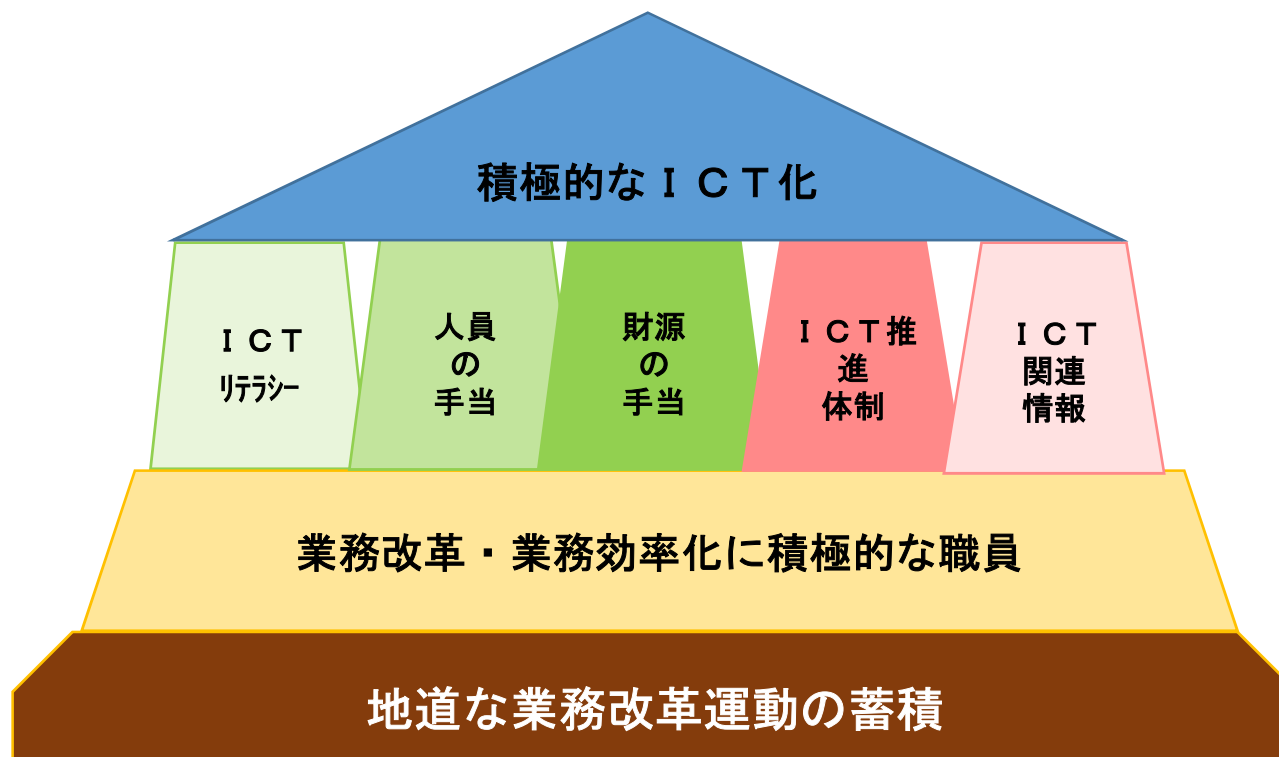 積極的なＩＣＴ化
ＩＣＴ
ﾘﾃﾗｼｰ
人員
の
手当
財源
の
手当
ＩＣＴ推
進
体制
ＩＣＴ
関連
情報
業務改革・業務効率化に積極的な職員
地道な業務改革運動の蓄積